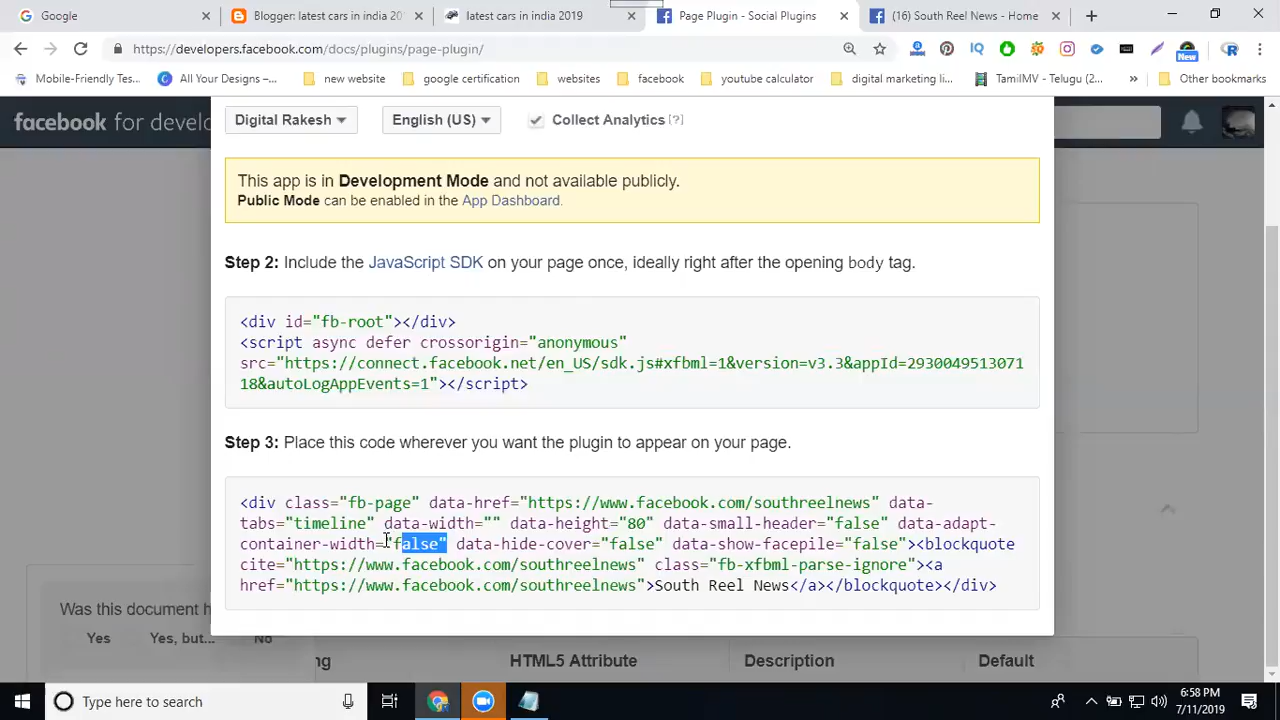 Google
Blogger: latest cars in india 20
latest cars in india 2019
Page Plugin - Social Plugins
(16) South Reel News - Home
https://developers.facebook.com/docs/plugins/page-plugin/
IQ
New
Mobile-Friendly Tes...
All Your Designs –...
new website
google certification
websites
facebook
youtube calculator
digital marketing li...
TamilMV - Telugu (2...
Other bookmarks
facebook for develo
Digital Rakesh
English (US)
Collect Analytics [?]
This app is in Development Mode and not available publicly.
Public Mode can be enabled in the App Dashboard.
Step 2: Include the JavaScript SDK on your page once, ideally right after the opening body tag.
<div id="fb-root"></div>
<script async defer crossorigin="anonymous"
src="https://connect.facebook.net/en_US/sdk.js#xfbml=1&version=v3.3&appId=2930049513071
18&autoLogAppEvents=1"></script>
Step 3: Place this code wherever you want the plugin to appear on your page.
<div class="fb-page" data-href="https://www.facebook.com/southreelnews" data-
tabs="timeline" data-width="" data-height="80" data-small-header="false" data-adapt-
container-width="false" data-hide-cover="false" data-show-facepile="false"><blockquote
cite="https://www.facebook.com/southreelnews" class="fb-xfbml-parse-ignore"><a
href="https://www.facebook.com/southreelnews">South Reel News</a></blockquote></div>
Was this document h
Yes
Yes, but...
No
ng
HTML5 Attribute
Description
Default
Type here to search
6:58 PM
7/11/2019